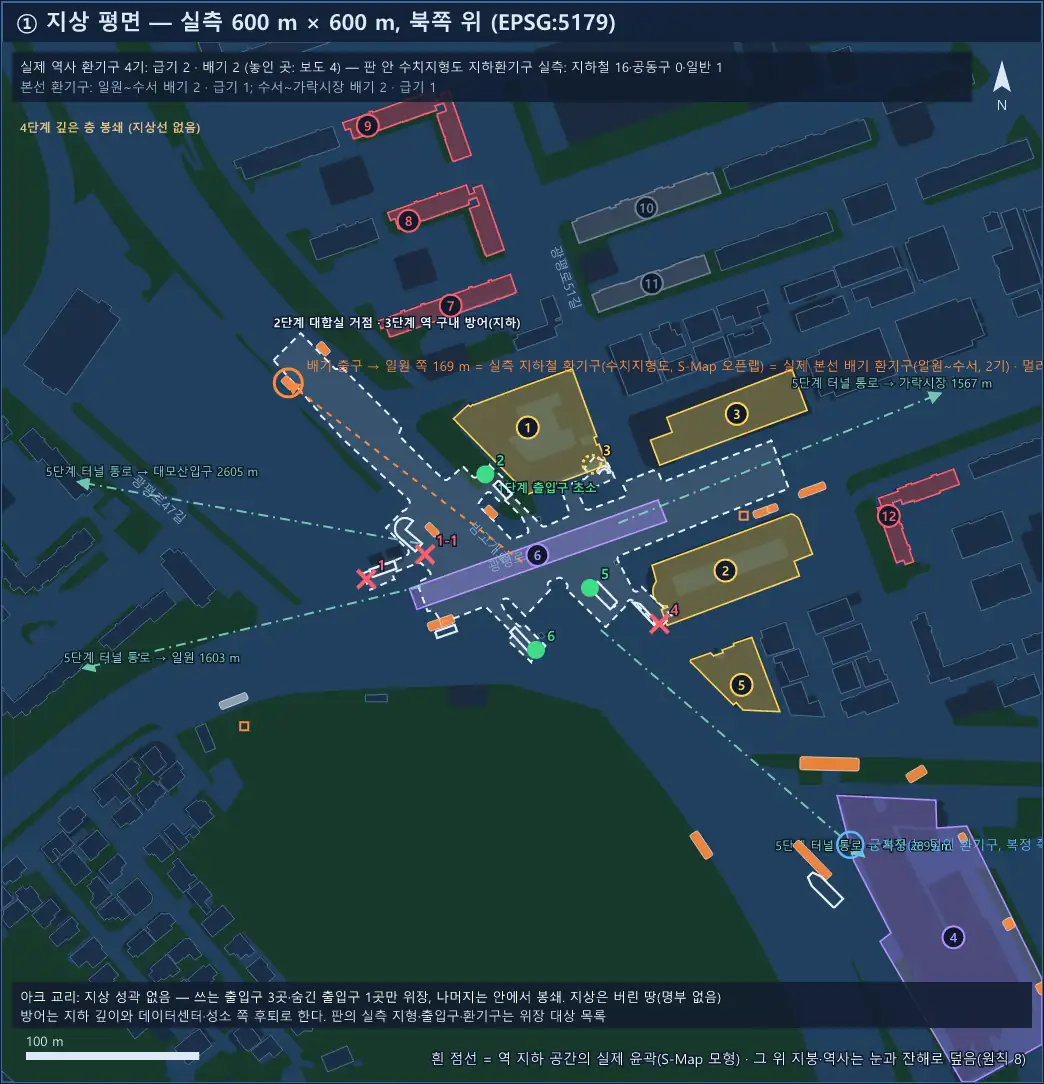 ① 지상 평면 — 실측 600 m × 600 m, 북쪽 위 (EPSG:5179)
실제 역사 환기구 4기: 급기 2 · 배기 2 (놓인 곳: 보도 4) — 판 안 수치지형도 지하환기구 실측: 지하철 16·공동구 0·일반 1
본선 환기구: 일원~수서 배기 2 · 급기 1; 수서~가락시장 배기 2 · 급기 1
N
4단계 깊은 층 봉쇄 (지상선 없음)
9
8
10
광평로51길
11
7
2단계 대합실 거점 · 3단계 역 구내 방어(지하)
배기 출구 → 일원 쪽 169 m = 실측 지하철 환기구(수치지형도, S-Map 오픈랩) = 실제 본선 배기 환기구(일원~수서, 2기) · 멀리
5단계 터널 통로 → 가락시장 1567 m
3
1
3
2
5단계 터널 통로 → 대모산입구 2605 m
1단계 출입구 초소
광평로47길
12
1-1
6
1
2
5
4
6
5단계 터널 통로 → 일원 1603 m
5
5단계 터널 통로 →
복정 쪽
4
아크 교리: 지상 성곽 없음 — 쓰는 출입구 3곳·숨긴 출입구 1곳만 위장, 나머지는 안에서 봉쇄. 지상은 버린 땅(명부 없음)
방어는 지하 깊이와 데이터센터·성소 쪽 후퇴로 한다. 판의 실측 지형·출입구·환기구는 위장 대상 목록
100 m
흰 점선 = 역 지하 공간의 실제 윤곽(S-Map 모형) · 그 위 지붕·역사는 눈과 잔해로 덮음(원칙 8)